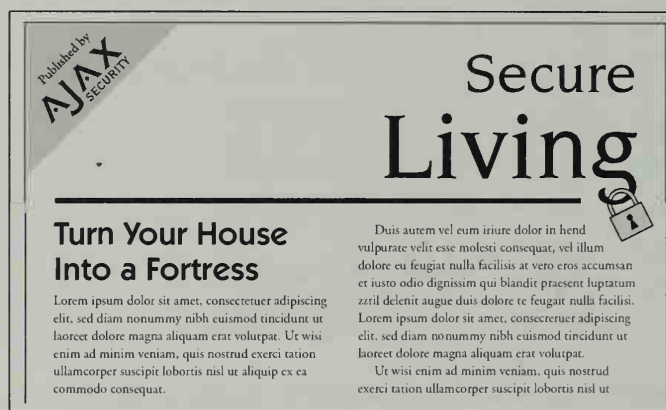 Published by
AJAX
SECURITY
Secure
Living
Turn Your House
Into a Fortress
Lorem ipsum dolor sit amet, consectetuer adipiscing
elit, sed diam nonummy nibh euismod tincidunt ut
laoreet dolore magna aliquam erat volutpat. Ut wisi
enim ad minim veniam, quis nostrud exerci tation
ullamcorper suscipit lobortis nisl ut aliquip ex ea
commodo consequat.
Duis autem vel eum iriure dolor in hend
vulputate velit esse molesti consequat, vel illum
dolore eu feugiat nulla facilisis at vero eros accumsan
et iusto odio dignissim qui blandit praesent luptatum
zzril delenit augue duis dolore te feugait nulla facilisi.
Lorem ipsum dolor sit amet, consectetuer adipiscing
elit, sed diam nonummy nibh euismod tincidunt ut
laoreet dolore magna aliquam erat volutpat.
Ut wisi enim ad minim veniam, quis nostrud
exerci tation ullamcorper suscipit lobortis nisl ut